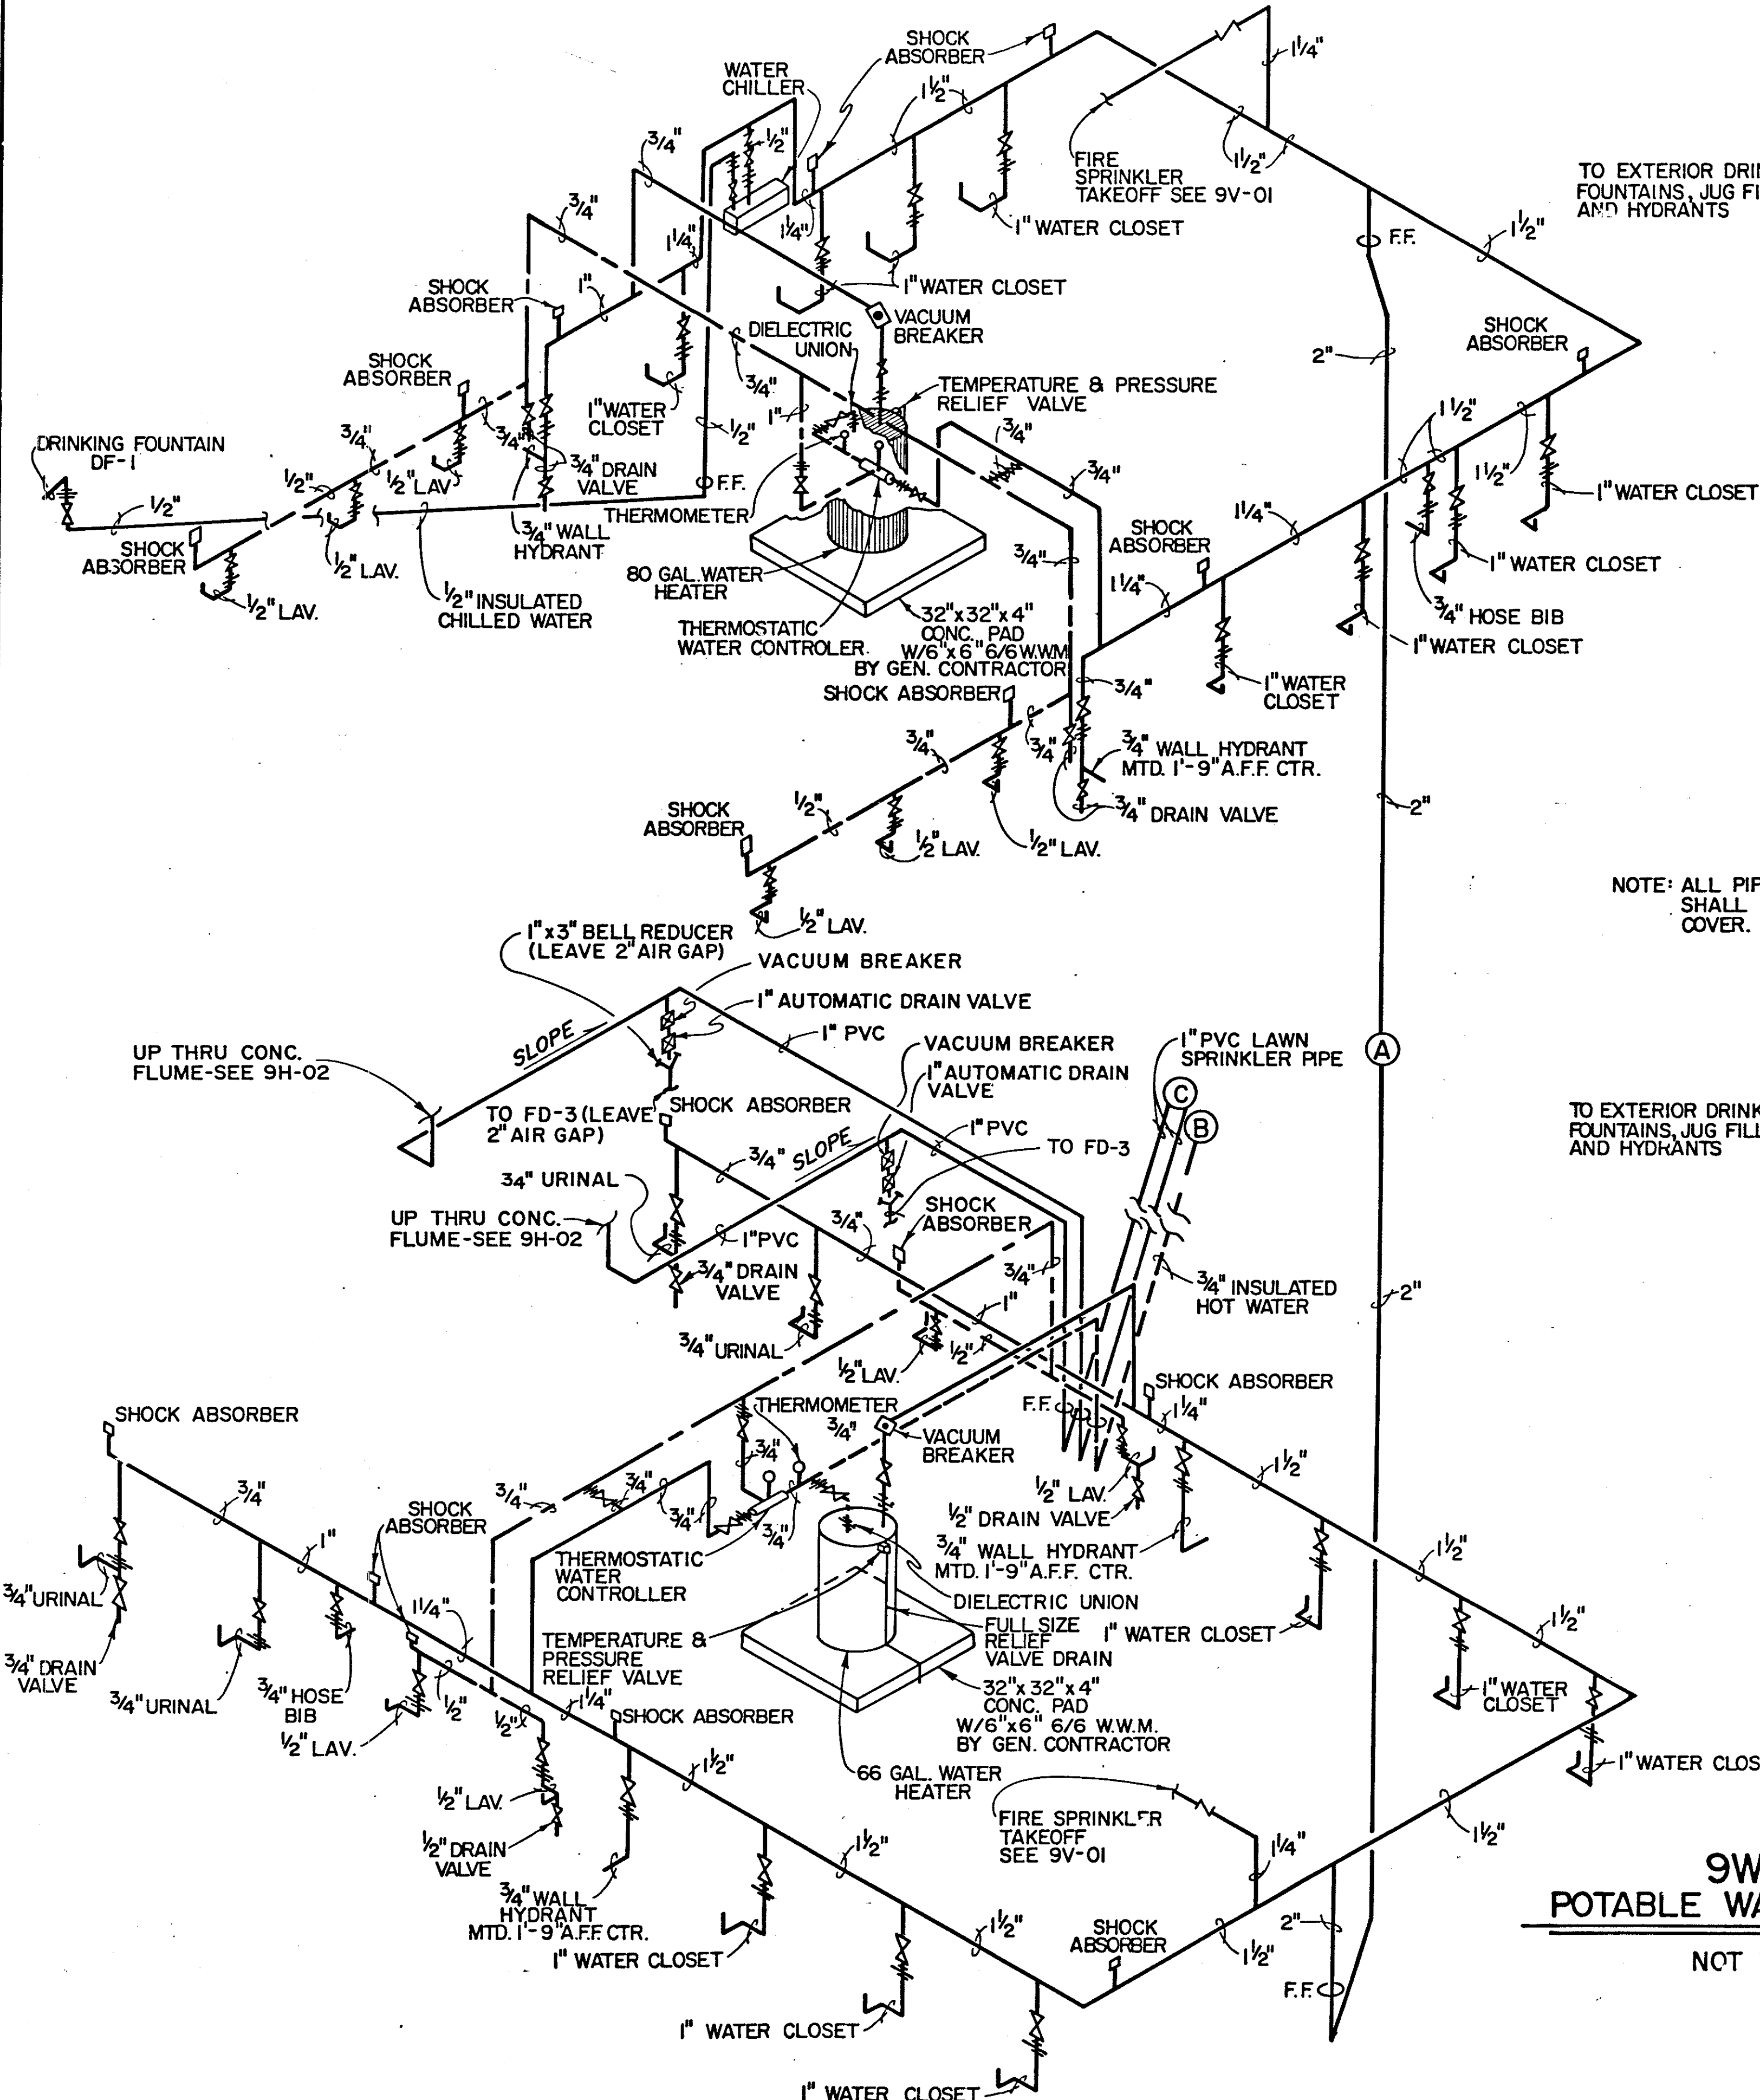 SHOCK
ABSORBER
WATER
CHILLER
1½"
1¼"
3/4"
1/2"
FIRE
SPRINKLER
TAKEOFF SEE 9V-01
1½"
TO EXTERIOR DRIN
FOUNTAINS, JUG FI
AND HYDRANTS
3/4"
1¼"
1¼"
1" WATER CLOSET
F.F.
1½"
SHOCK
ABSORBER
1"
1" WATER CLOSET
DIELECTRIC
UNION
VACUUM
BREAKER
SHOCK
ABSORBER
2"
SHOCK
ABSORBER
3/4"
1"
TEMPERATURE & PRESSURE
RELIEF VALVE
1" WATER
CLOSET
1/2"
3/4"
1½"
DRINKING FOUNTAIN
DF-1
3/4"
3/4"
1/2"
1/2" LAV
3/4" DRAIN
VALVE
F.F.
3/4"
1½"
1" WATER CLOSET
1/2"
THERMOMETER
1¼"
SHOCK
ABSORBER
3/4" WALL
HYDRANT
SHOCK
ABSORBER
1/2" LAV.
3/4"
1" WATER CLOSET
80 GAL. WATER
HEATER
1¼"
1/2" LAV.
1/2" INSULATED
CHILLED WATER
32"x32"x4"
CONC. PAD
W/6"x6" 6/6 W.W.M
BY GEN. CONTRACTOR
3/4" HOSE BIB
THERMOSTATIC
WATER CONTROLER
1" WATER CLOSET
SHOCK ABSORBER
3/4"
1" WATER
CLOSET
3/4"
3/4"
3/4" WALL HYDRANT
MTD. 1'-9" A.F.F. CTR.
SHOCK
ABSORBER
1/2"
3/4" DRAIN VALVE
2"
1/2" LAV.
1/2" LAV.
NOTE: ALL PIP
SHALL
COVER.
1/2" LAV.
1"x3" BELL REDUCER
(LEAVE 2" AIR GAP)
VACUUM BREAKER
1" AUTOMATIC DRAIN VALVE
SLOPE
1" PVC
VACUUM BREAKER
1" PVC LAWN
SPRINKLER PIPE
A
UP THRU CONC.
FLUME-SEE 9H-02
1" AUTOMATIC DRAIN
VALVE
C
B
TO FD-3 (LEAVE
2" AIR GAP)
SHOCK ABSORBER
1" PVC
TO EXTERIOR DRINK
FOUNTAINS, JUG FILL
AND HYDRANTS
SLOPE
TO FD-3
3/4"
34" URINAL
UP THRU CONC.
FLUME-SEE 9H-02
1" PVC
3/4"
SHOCK
ABSORBER
3/4" DRAIN
VALVE
3/4"
3/4" INSULATED
HOT WATER
2"
1"
3/4" URINAL
1/2" LAV.
1/2"
SHOCK ABSORBER
THERMOMETER
F.F.
SHOCK ABSORBER
1¼"
3/4"
3/4"
VACUUM
BREAKER
1½"
3/4"
3/4"
3/4"
3/4"
1/2" LAV.
3/4"
SHOCK
ABSORBER
3/4"
1/2" DRAIN VALVE
1"
THERMOSTATIC
WATER
CONTROLLER
3/4" WALL HYDRANT
MTD. 1'-9" A.F.F. CTR.
1½"
3/4" URINAL
1¼"
DIELECTRIC UNION
FULL SIZE
RELIEF
VALVE DRAIN
1" WATER CLOSET
1½"
TEMPERATURE &
PRESSURE
RELIEF VALVE
3/4" DRAIN
VALVE
3/4" URINAL
3/4" HOSE
BIB
1/2"
1/2"
1¼"
32"x 32"x 4"
CONC. PAD
W/6"x6" 6/6 W.W.M.
BY GEN. CONTRACTOR
1" WATER
CLOSET
1/2" LAV.
SHOCK ABSORBER
1½"
1" WATER CLOS
66 GAL. WATER
HEATER
1/2" LAV.
FIRE SPRINKLER
TAKEOFF
SEE 9V-01
1½"
1/2" DRAIN
VALVE
1½"
1¼"
3/4" WALL
HYDRANT
MTD. 1'-9" A.F.F. CTR.
9W
POTABLE WA
NOT
1" WATER CLOSET
1½"
SHOCK
ABSORBER
1½"
2"
F.F.
1" WATER CLOSET
1" WATER CLOSET